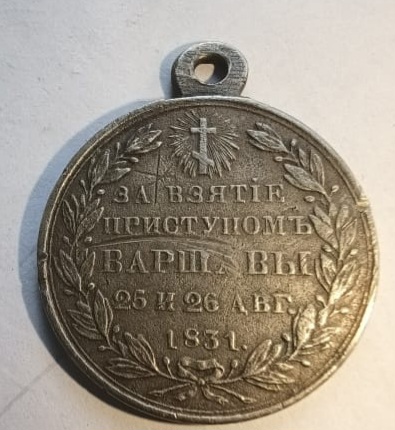 ЗА ВЗЯТІЕ
ПРИСТУПОМЪ
ВАРШАВЫ
25 И 26 АВГ.
1831.